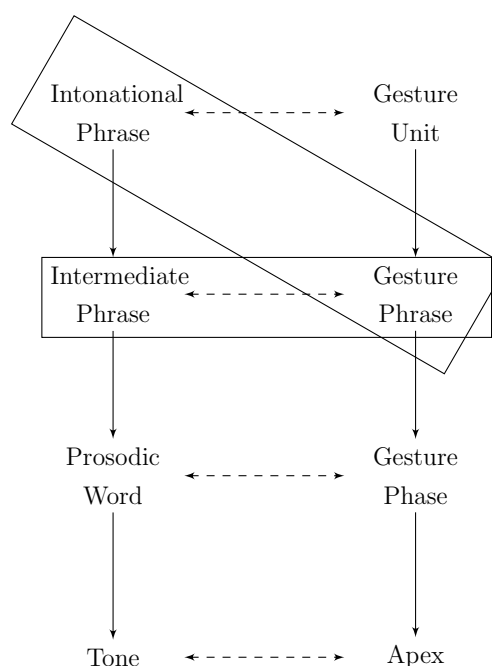 Intonational
Phrase
Gesture
Unit
Intermediate
Phrase
Gesture
Phrase
Prosodic
Word
Gesture
Phase
Tone
Apex